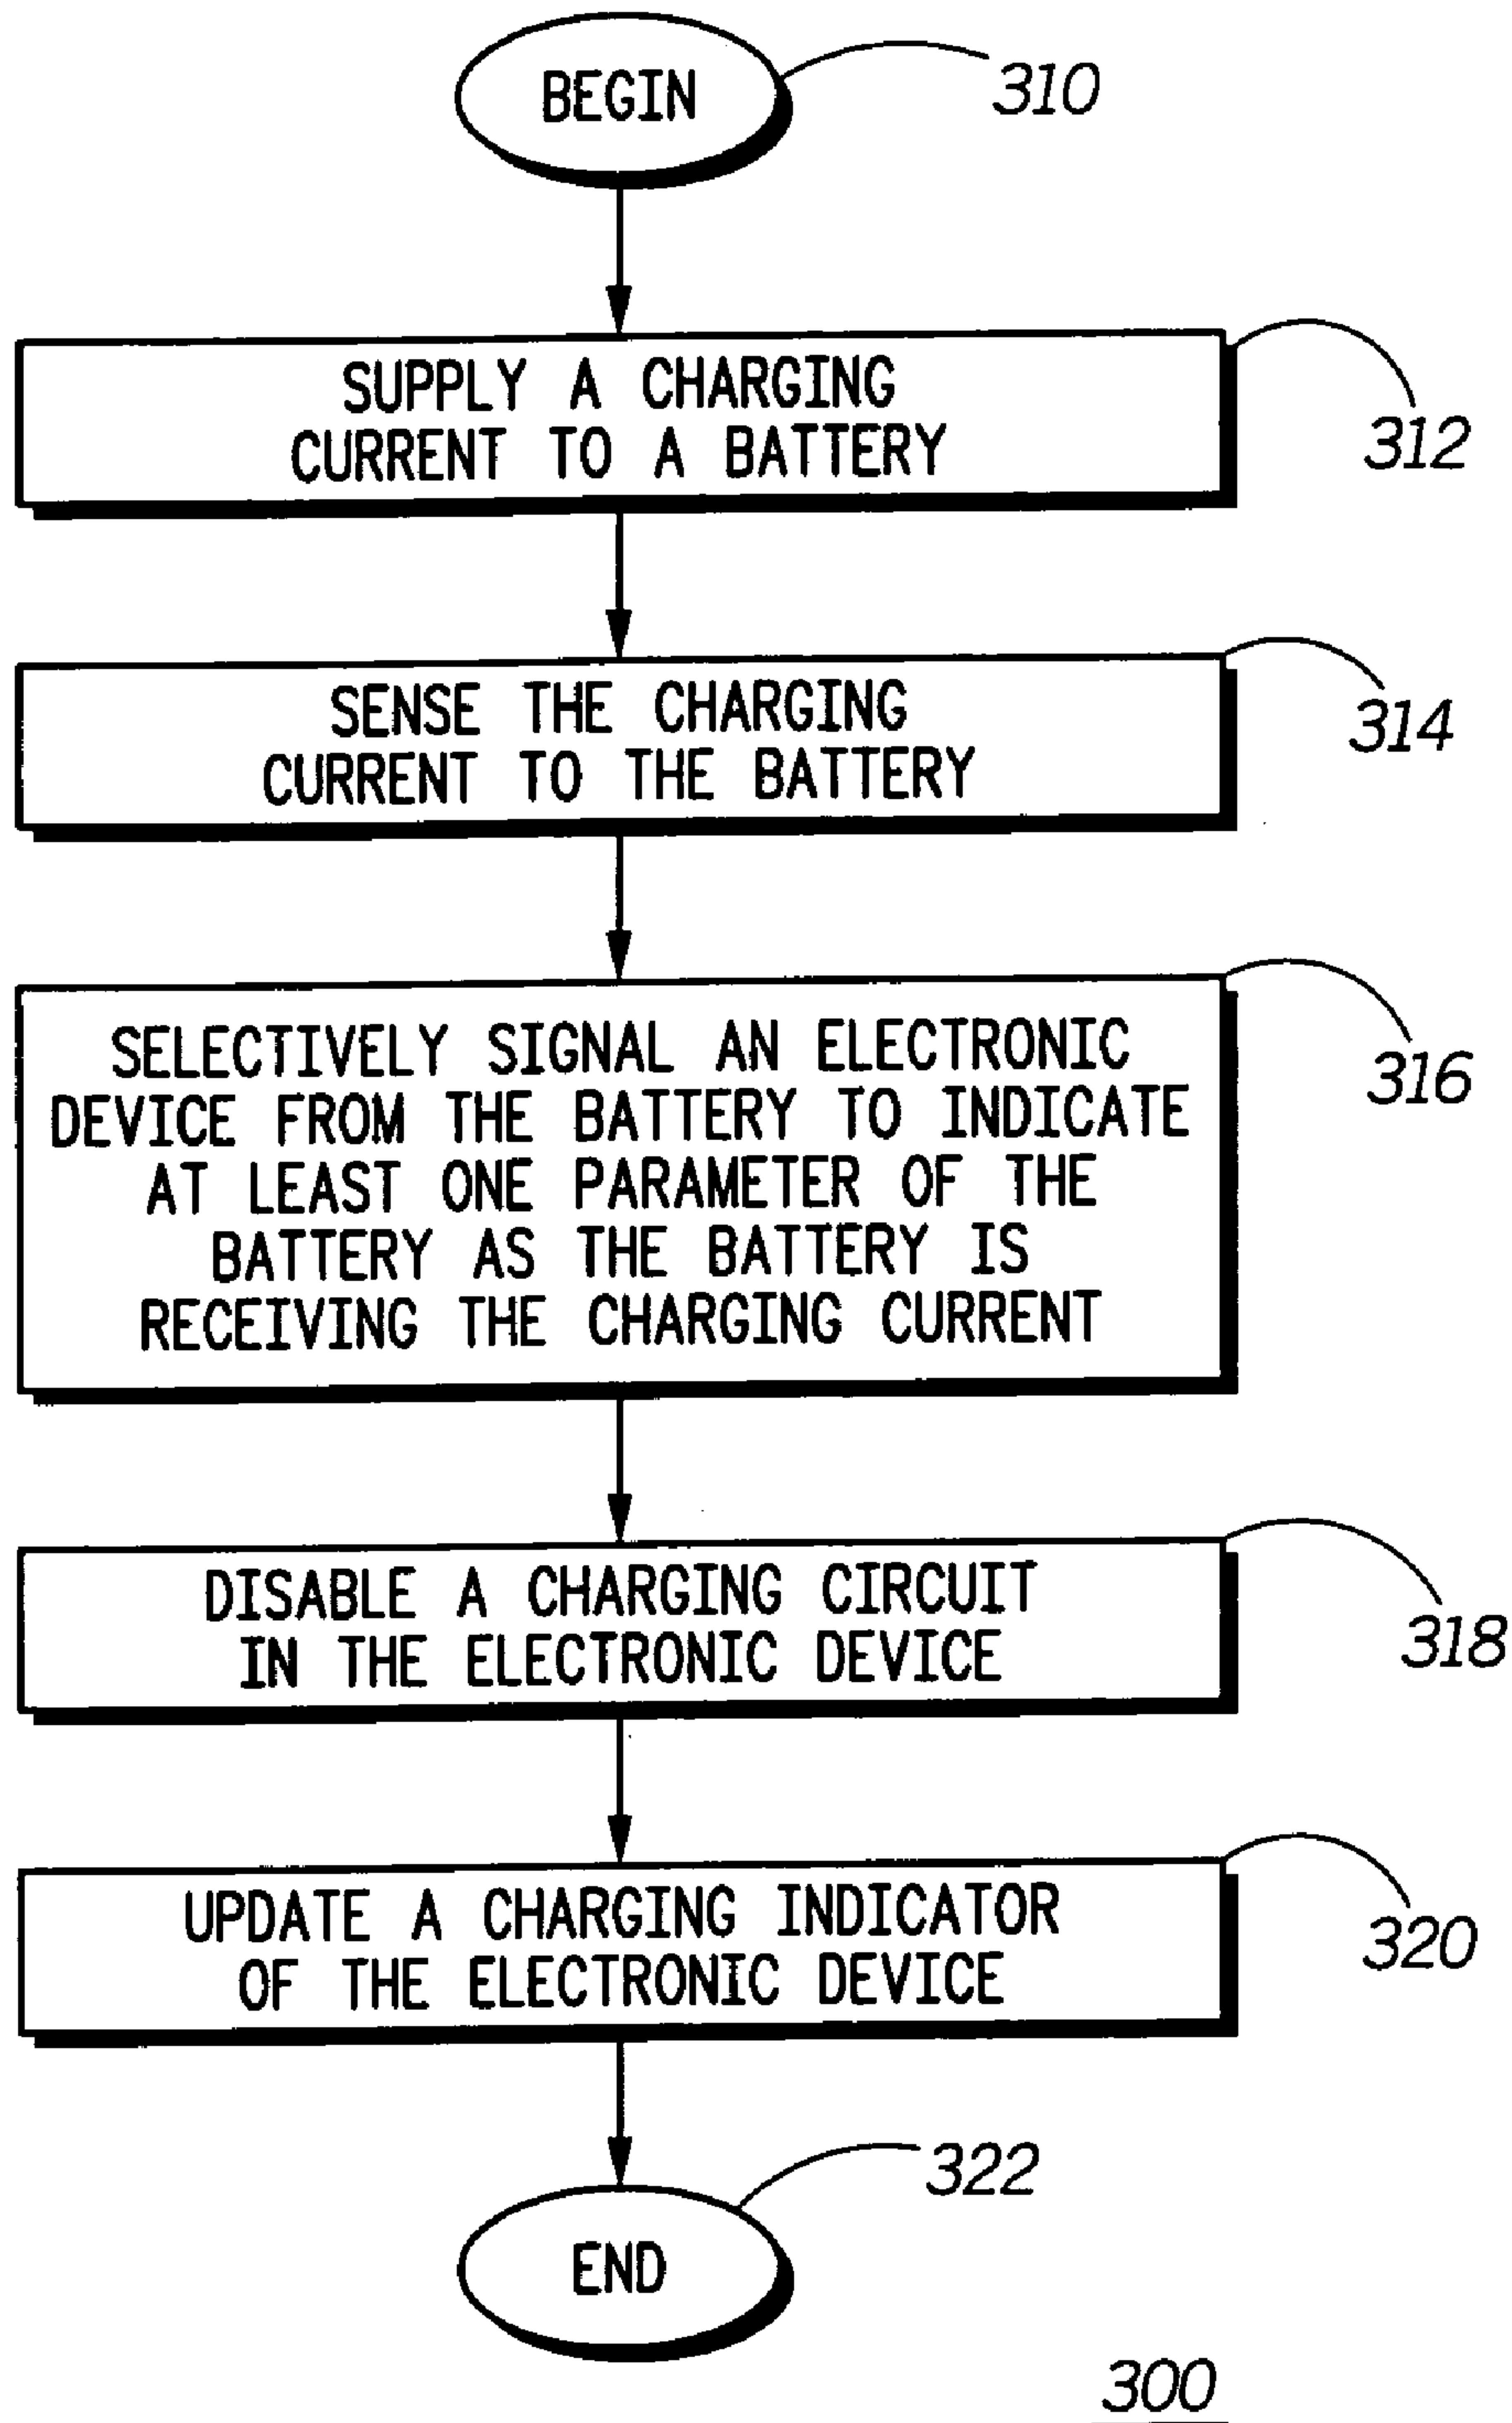 BEGIN
310
SUPPLY A CHARGING
CURRENT TO A BATTERY
312
SENSE THE CHARGING
CURRENT TO THE BATTERY
314
SELECTIVELY SIGNAL AN ELECTRONIC
DEVICE FROM THE BATTERY TO INDICATE
AT LEAST ONE PARAMETER OF THE
BATTERY AS THE BATTERY IS
RECEIVING THE CHARGING CURRENT
316
DISABLE A CHARGING CIRCUIT
IN THE ELECTRONIC DEVICE
318
UPDATE A CHARGING INDICATOR
OF THE ELECTRONIC DEVICE
320
322
END
300